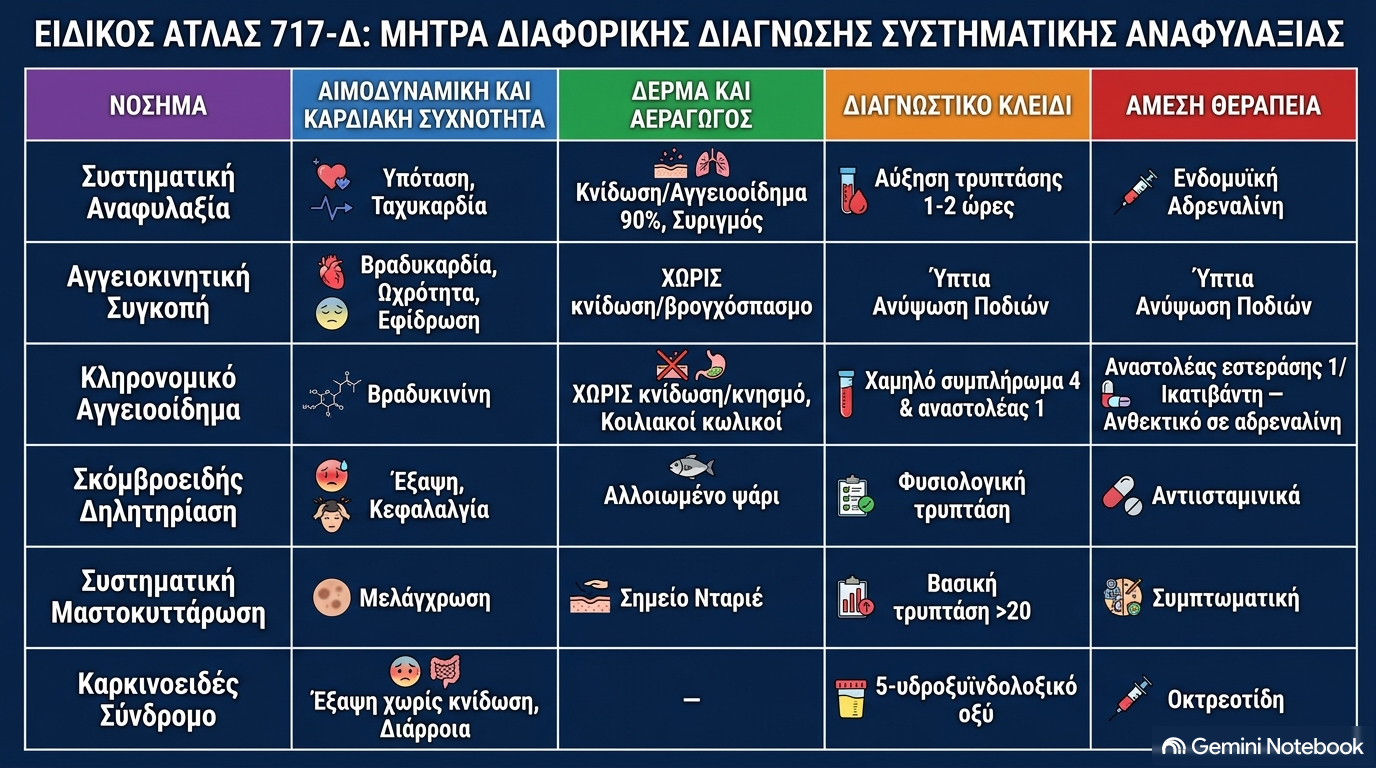 ΕΙΔΙΚΟΣ ΑΤΛΑΣ 717-Δ: ΜΗΤΡΑ ΔΙΑΦΟΡΙΚΗΣ ΔΙΑΓΝΩΣΗΣ ΣΥΣΤΗΜΑΤΙΚΗΣ ΑΝΑΦΥΛΑΞΙΑΣ
ΝΟΣΗΜΑ
ΑΙΜΟΔΥΝΑΜΙΚΗ ΚΑΙ
ΚΑΡΔΙΑΚΗ ΣΥΧΝΟΤΗΤΑ
ΔΕΡΜΑ ΚΑΙ
ΑΕΡΑΓΩΓΟΣ
ΔΙΑΓΝΩΣΤΙΚΟ ΚΛΕΙΔΙ
ΑΜΕΣΗ ΘΕΡΑΠΕΙΑ
Συστηματική
Αναφυλαξία
Υπόταση,
Ταχυκαρδία
Κνίδωση/Αγγειοοίδημα
90%, Συριγμός
Αύξηση τρυπτάσης
1-2 ώρες
Ενδομυϊκή
Αδρεναλίνη
Αγγειοκινητική
Συγκοπή
Βραδυκαρδία,
Ωχρότητα,
Εφίδρωση
ΧΩΡΙΣ
κνίδωση/βρογχόσπασμο
Ύπτια
Ανύψωση Ποδιών
Ύπτια
Ανύψωση Ποδιών
Κληρονομικό
Αγγειοοίδημα
Βραδυκινίνη
ΧΩΡΙΣ κνίδωση/κνησμό,
Κοιλιακοί κωλικοί
Χαμηλό συμπλήρωμα 4
& αναστολέας 1
Αναστολέας εστεράσης 1/
Ικατιβάντη –
Ανθεκτικό σε αδρεναλίνη
Σκόμβροειδής
Δηλητηρίαση
Έξαψη,
Κεφαλαλγία
Αλλοιωμένο ψάρι
Φυσιολογική
τρυπτάση
Αντιισταμινικά
Συστηματική
Μαστοκυττάρωση
Μελάγχρωση
Σημείο Νταριέ
Βασική
τρυπτάση >20
Συμπτωματική
Καρκινοειδές
Σύνδρομο
Έξαψη χωρίς κνίδωση,
Διάρροια
–
5-υδροξυϊνδολοξικό
οξύ
Οκτρεοτίδη
Gemini Notebook